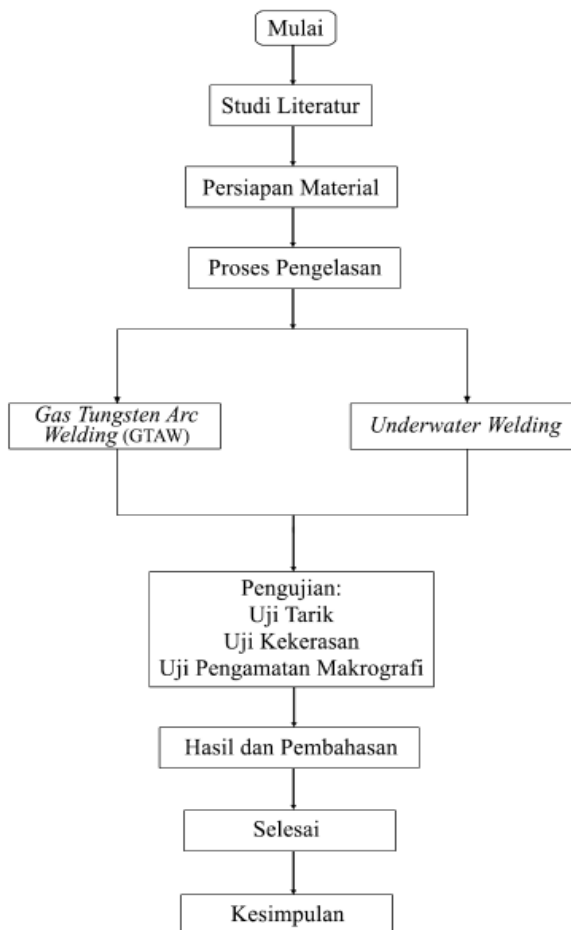 Mulai
Studi Literatur
Persiapan Material
Proses Pengelasan
Gas Tungsten Arc
Welding (GTAW)
Underwater Welding
Pengujian:
Uji Tarik
Uji Kekerasan
Uji Pengamatan Makrografi
Hasil dan Pembahasan
Selesai
Kesimpulan